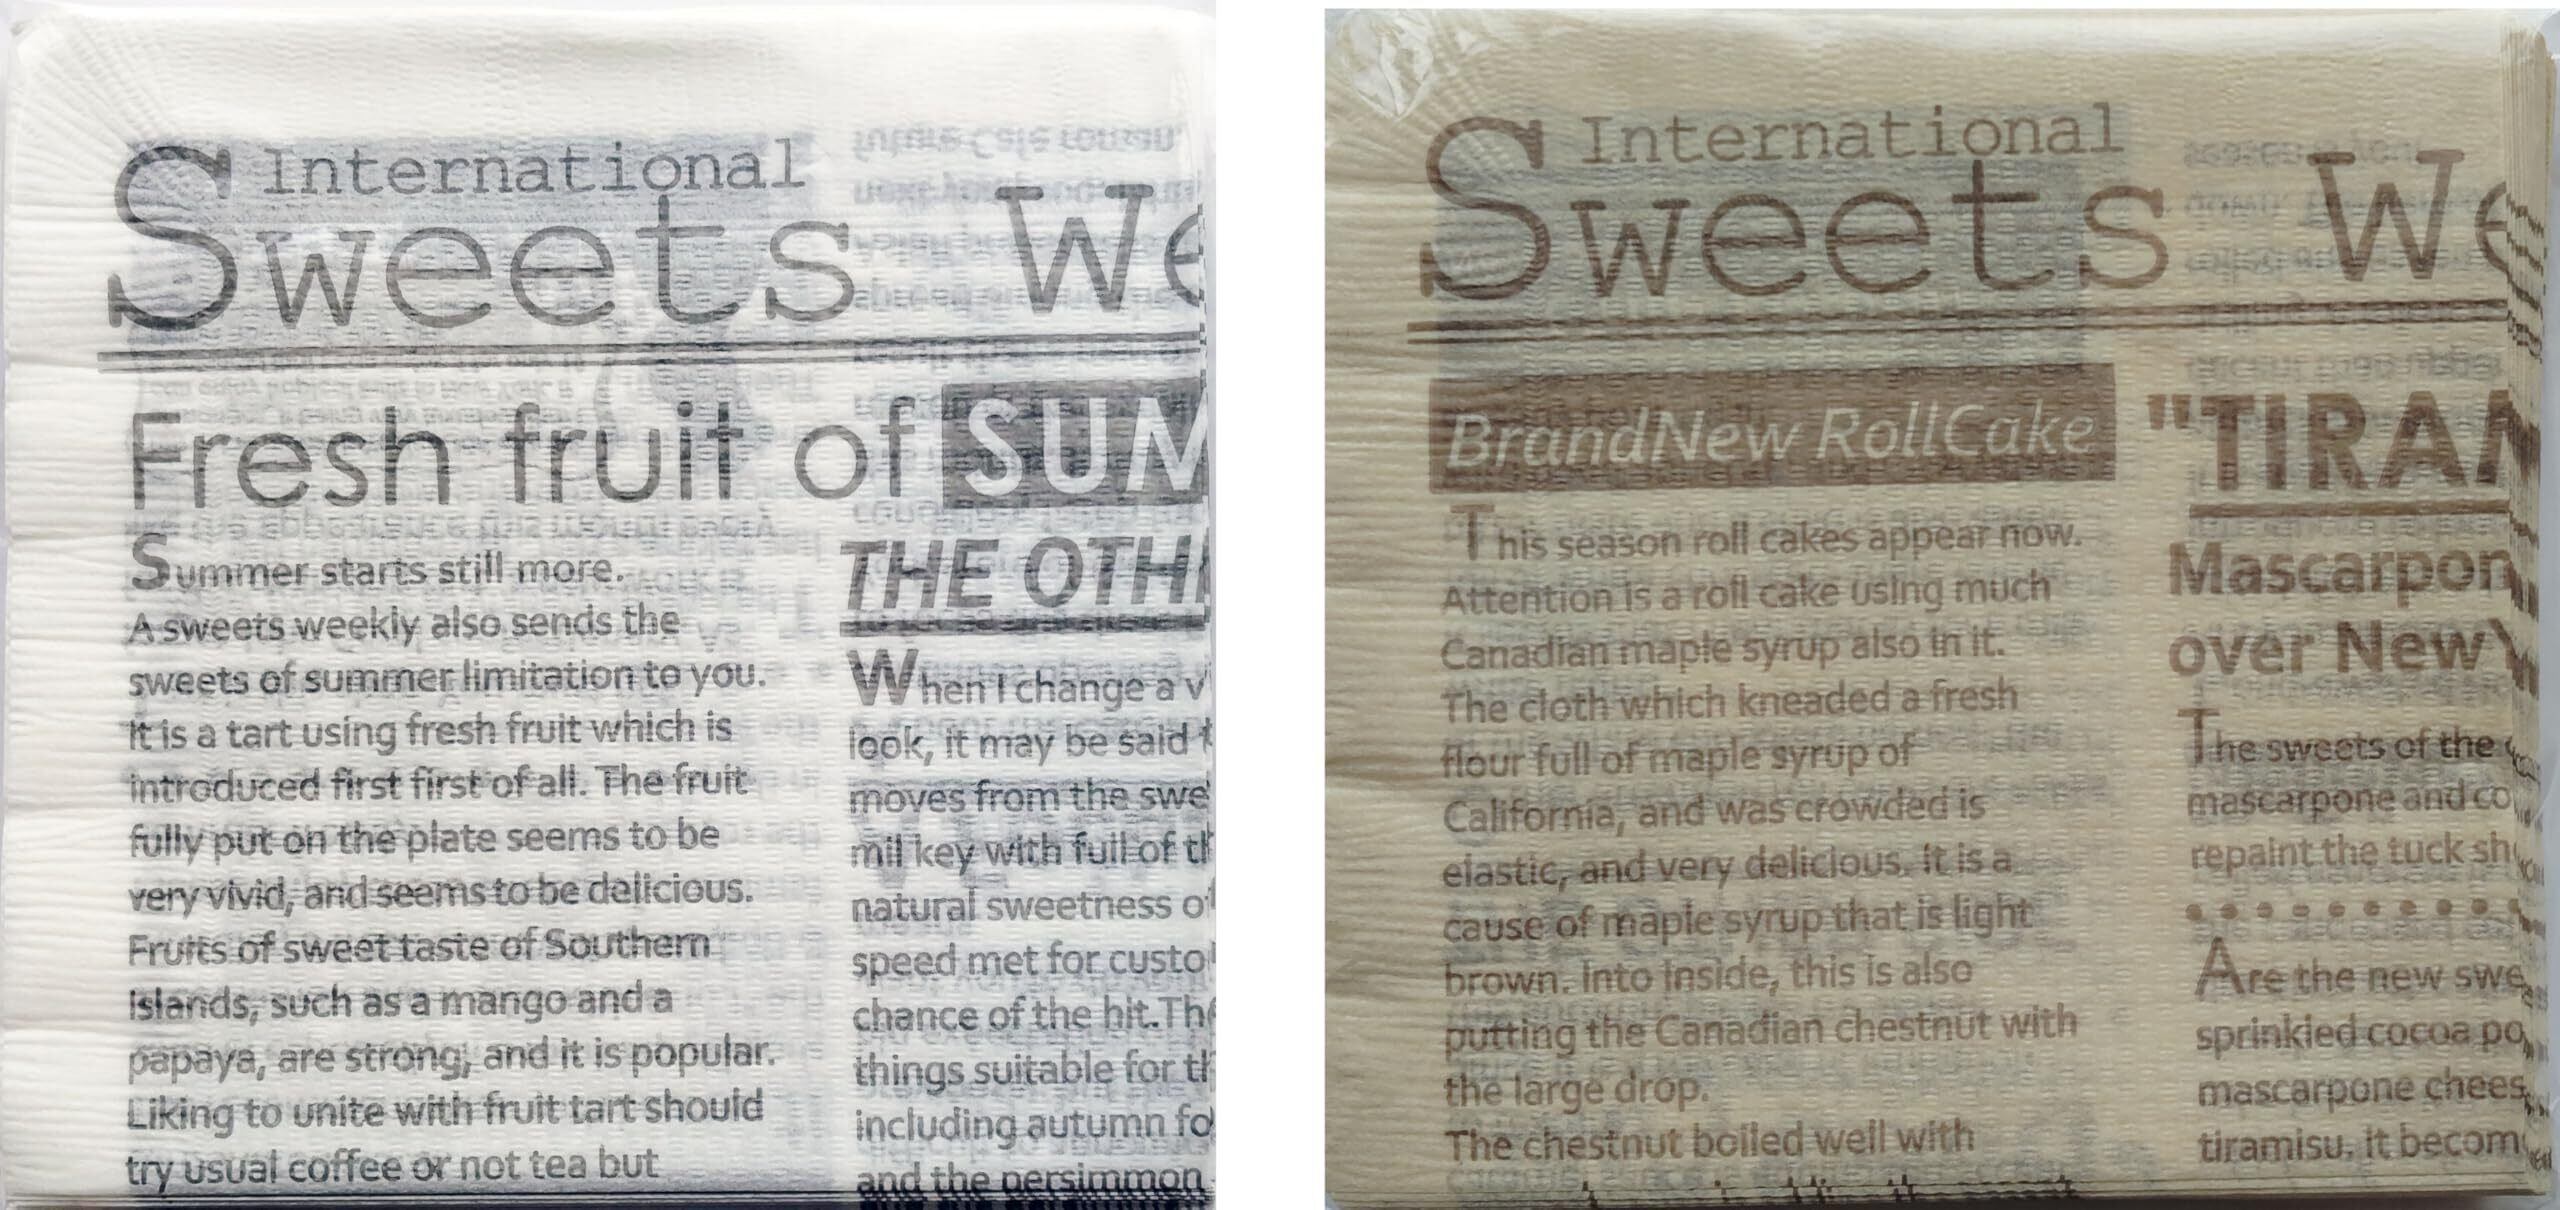 International
Sweets We
Fresh fruit of SUM
Summer starts still more.
A sweets weekly also sends the
sweets of summer limitation to you.
It is a tart using fresh fruit which is
introduced first first of all. The fruit
fully put on the plate seems to be
very vivid, and seems to be delicious.
Fruits of sweet taste of Southern
Islands, such as a mango and a
papaya, are strong, and it is popular.
Liking to unite with fruit tart should
try usual coffee or not tea but
THE OTH
When I change a v
look, it may be said
moves from the swe
mil key with full of
natural sweetness
speed met for custo
chance of the hit. The
things suitable for
including autumn fo
and the persimmon
International
Sweets We
BrandNew RollCake
This season roll cakes appear now.
Attention is a roll cake using much
Canadian maple syrup also in it.
The cloth which kneaded a fresh
flour full of maple syrup of
California, and was crowded is
elastic, and very delicious. It is a
cause of maple syrup that is light
brown. Into inside, this is also
putting the Canadian chestnut with
the large drop.
The chestnut boiled well with
"TIRAM
Mascarpon
over New Y
The sweets of the
mascarpone and co
repaint the tuck sh
Are the new swe
sprinkled cocoa po
mascarpone chees
tiramisu. It becom